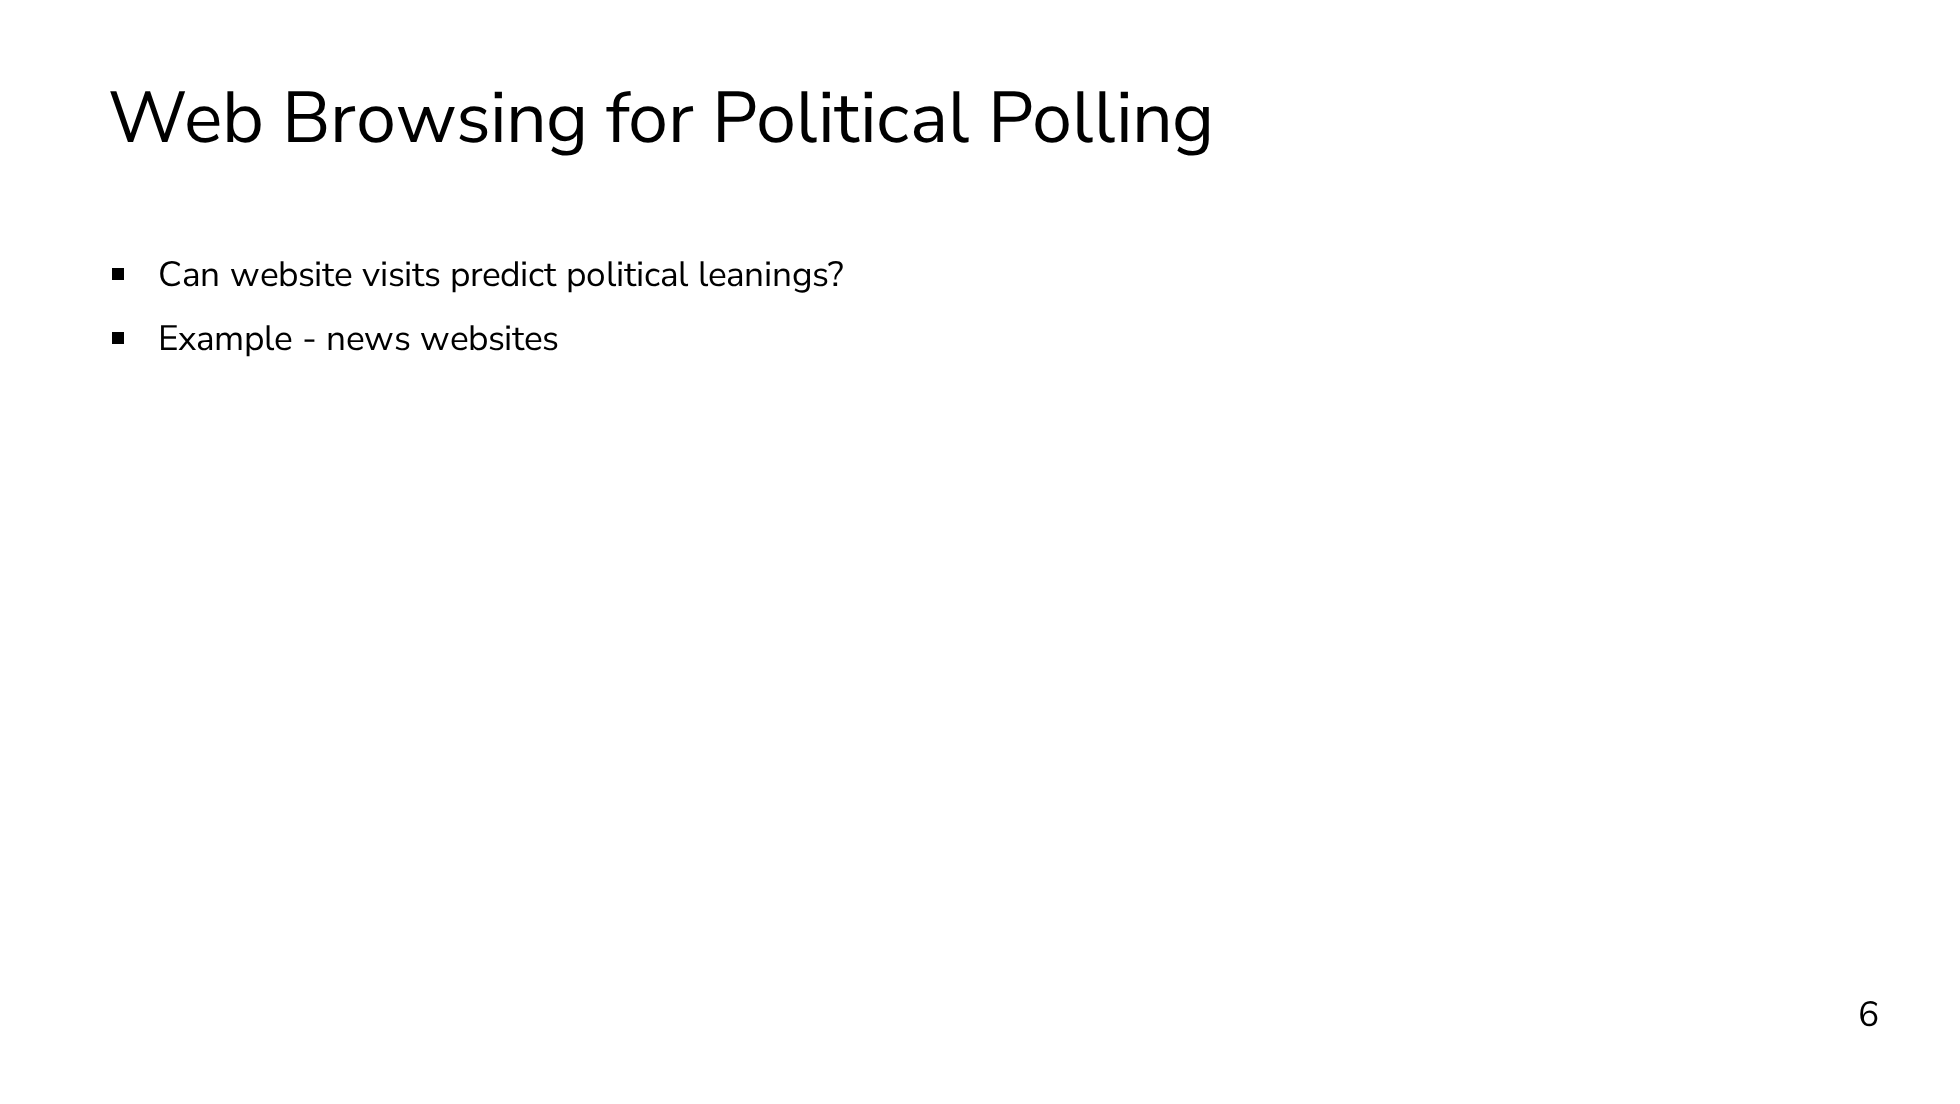 Web Browsing for Political Polling
▪ Can website visits predict political leanings?
▪ Example - news websites
6